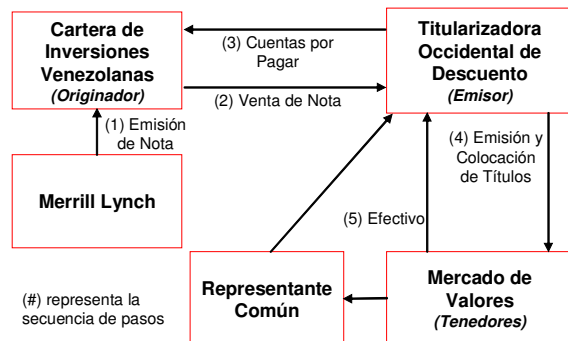 Cartera de
Inversiones
Venezolanas
(Originador)
(3) Cuentas por
Pagar
(2) Venta de Nota
Titularizadora
Occidental de
Descuento
(Emisor)
(1) Emisión
de Nota
Merrill Lynch
(4) Emisión y
Colocación
de Títulos
(5) Efectivo
Representante
Común
Mercado de
Valores
(Tenedores)
(#) representa la
secuencia de pasos